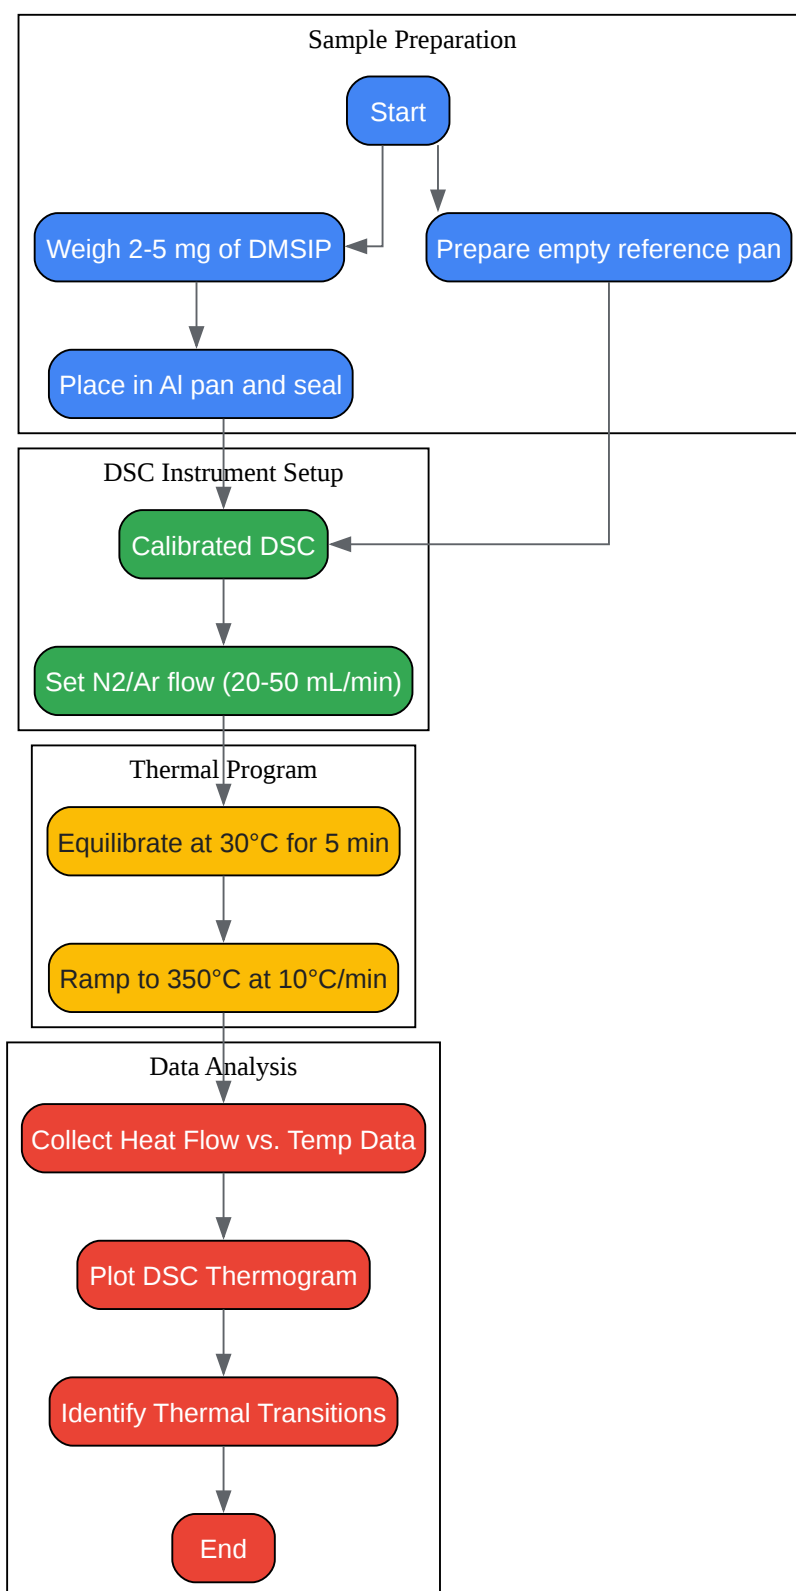 Sample Preparation
Start
Weigh 2-5 mg of DMSIP
Prepare empty reference pan
Place in Al pan and seal
DSC Instrument Setup
Calibrated DSC
Set N2/Ar flow (20-50 mL/min)
Thermal Program
Equilibrate at 30°C for 5 min
Ramp to 350°C at 10°C/min
Data Analysis
Collect Heat Flow vs. Temp Data
Plot DSC Thermogram
Identify Thermal Transitions
End